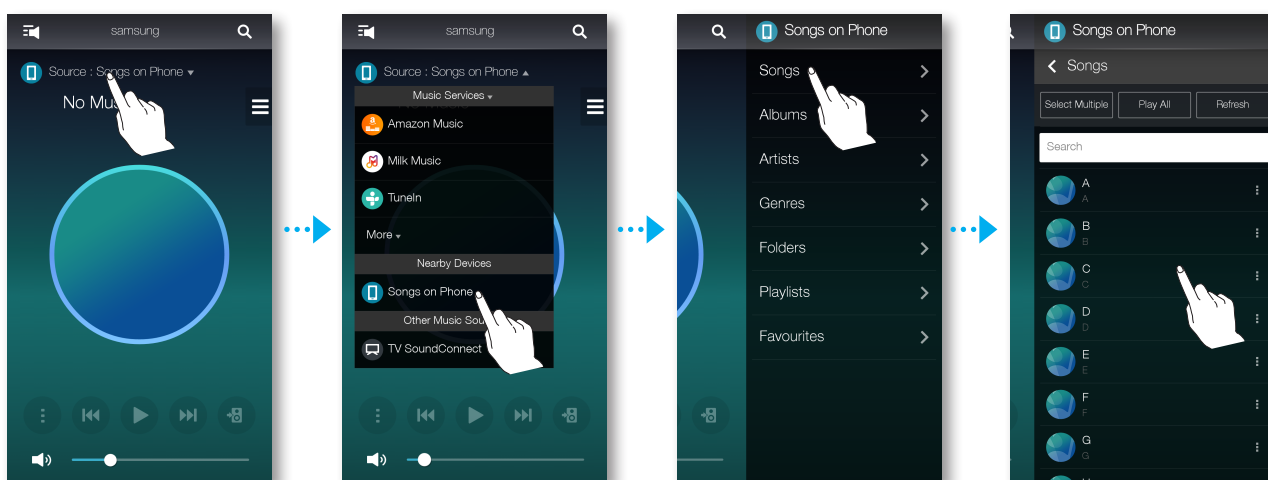 samsung
Source : Songs on Phone
No Mus
samsung
Source : Songs on Phone
Music Services
Amazon Music
Milk Music
TuneIn
More
Nearby Devices
Songs on Phone
Other Music Sou
TV SoundConnect
Songs on Phone
Songs
Albums
Artists
Genres
Folders
Playlists
Favourites
Songs on Phone
Songs
Select Multiple Play All Refresh
Search
A
A
B
B
C
C
D
D
E
E
F
F
G
G